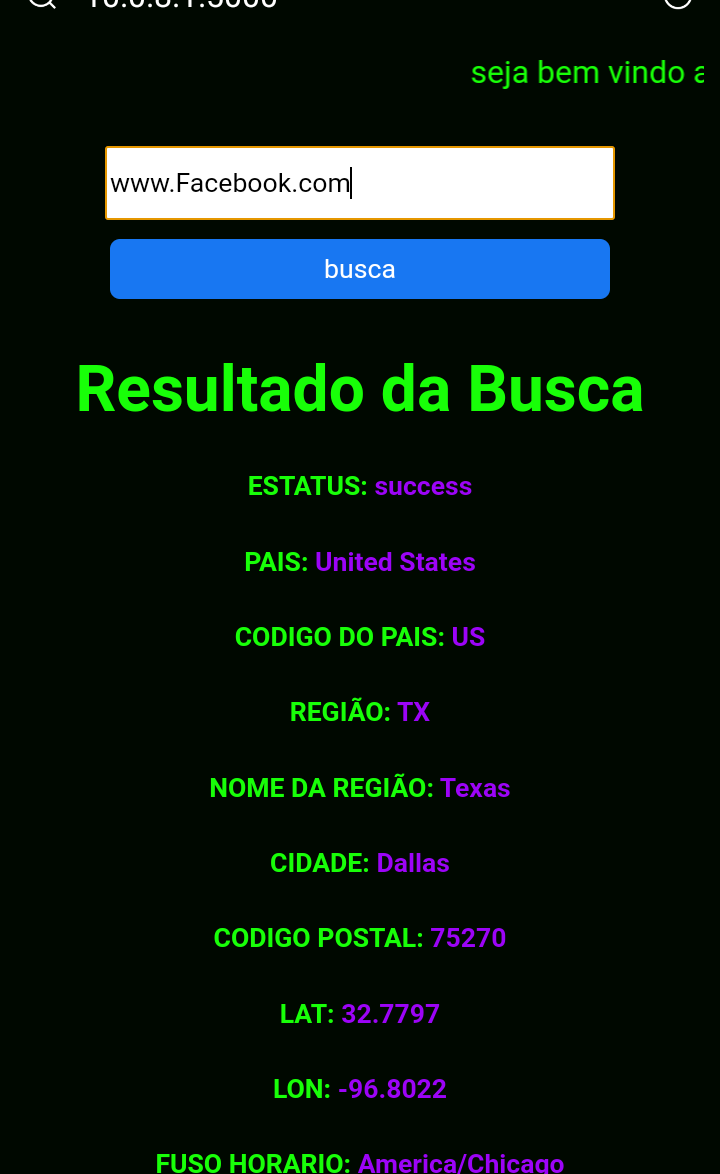 seja bem vindo a
www.Facebook.com
busca
Resultado da Busca
ESTATUS: success
PAIS: United States
CODIGO DO PAIS: US
REGIÃO: TX
NOME DA REGIÃO: Texas
CIDADE: Dallas
CODIGO POSTAL: 75270
LAT: 32.7797
LON: -96.8022
FUSO HORARIO: America/Chicago